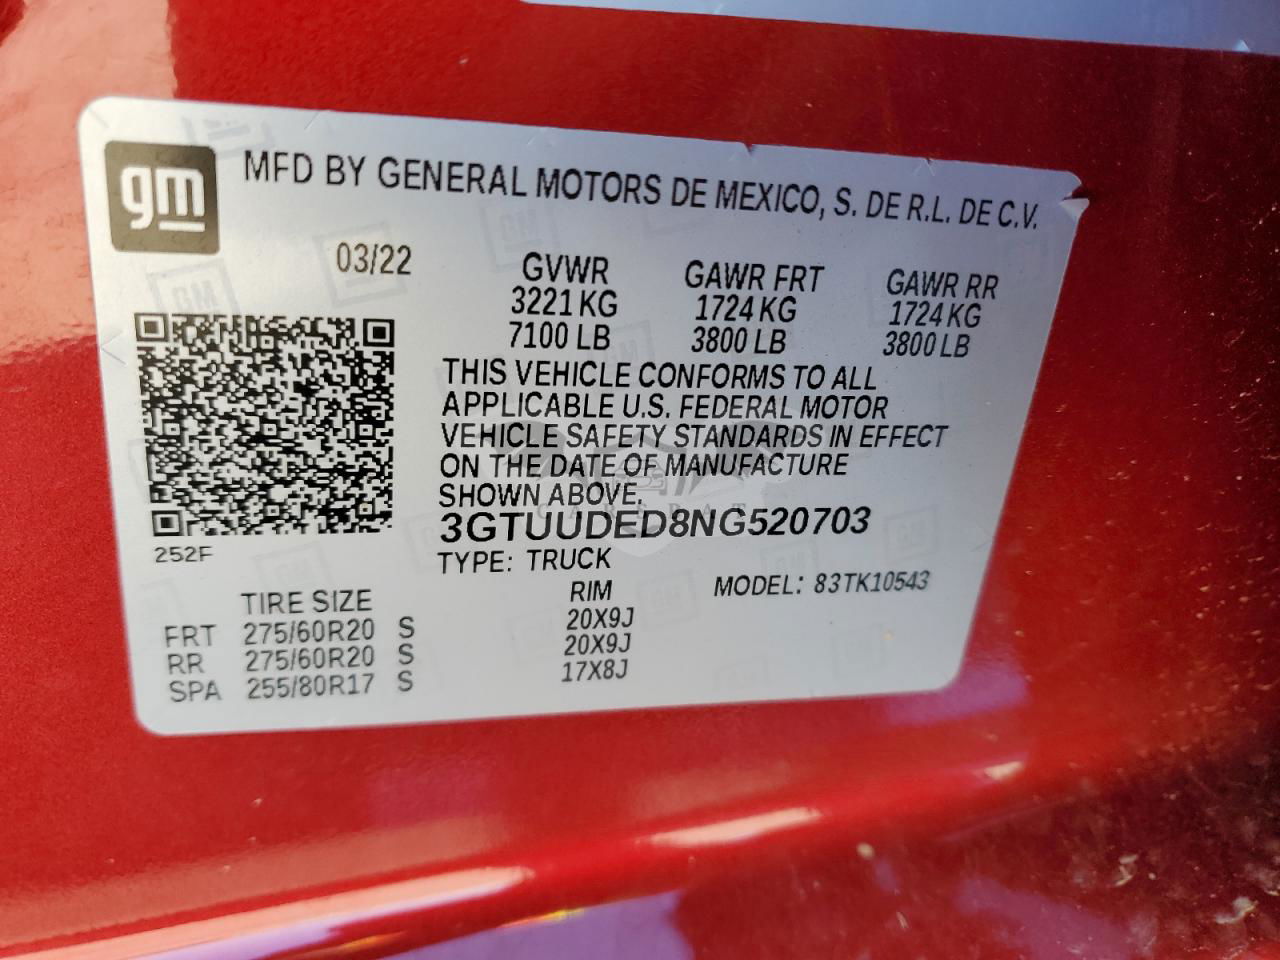 gm
MFD BY GENERAL MOTORS DE MEXICO, S. DE R.L. DE C.V.
03/22
GVWR GAWR FRT GAWR RR
3221 KG 1724 KG 1724 KG
7100 LB 3800 LB 3800 LB
THIS VEHICLE CONFORMS TO ALL
APPLICABLE U.S. FEDERAL MOTOR
VEHICLE SAFETY STANDARDS IN EFFECT
ON THE DATE OF MANUFACTURE
SHOWN ABOVE.
3GTUUDED8NG520703
252F
TYPE: TRUCK
MODEL: 83TK10543
TIRE SIZE RIM
FRT 275/60R20 S 20X9J
RR 275/60R20 S 20X9J
SPA 255/80R17 S 17X8J